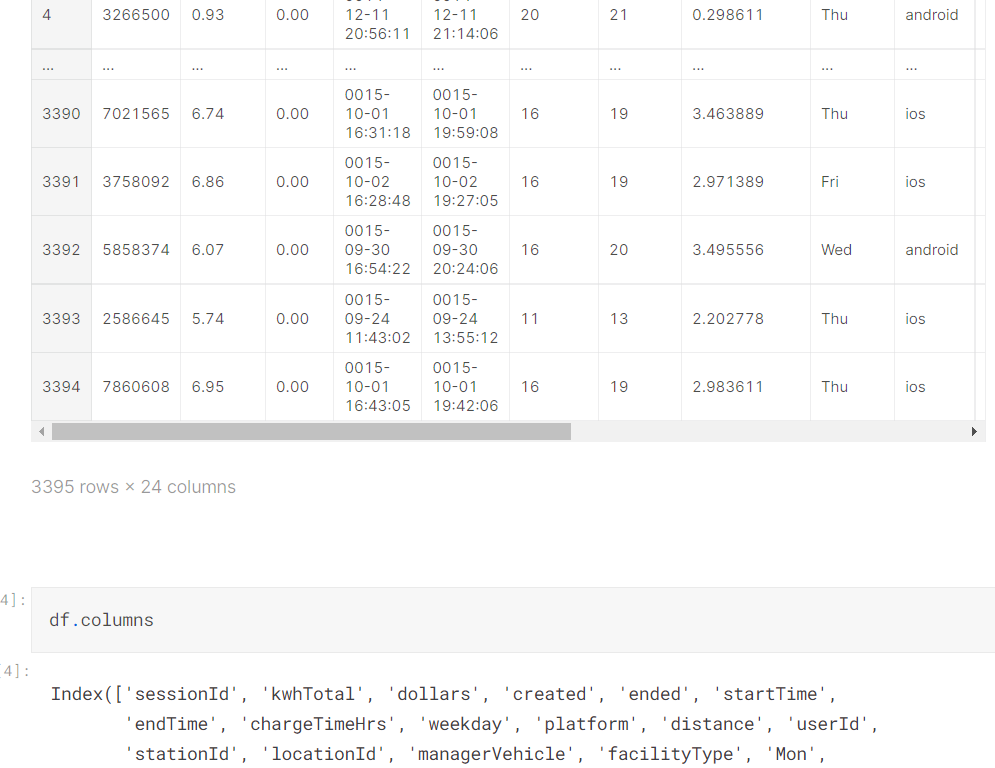 12-11 12-11
4 3266500 0.93 0.00 20 21 0.298611 Thu android
20:56:11 21:14:06
... ... ... ... ... ... ... ... ... ... ...
0015- 0015-
3390 7021565 6.74 0.00 10-01 10-01 16 19 3.463889 Thu ios
16:31:18 19:59:08
0015- 0015-
3391 3758092 6.86 0.00 10-02 10-02 16 19 2.971389 Fri ios
16:28:48 19:27:05
0015- 0015-
3392 5858374 6.07 0.00 09-30 09-30 16 20 3.495556 Wed android
16:54:22 20:24:06
0015- 0015-
3393 2586645 5.74 0.00 09-24 09-24 11 13 2.202778 Thu ios
11:43:02 13:55:12
0015- 0015-
3394 7860608 6.95 0.00 10-01 10-01 16 19 2.983611 Thu ios
16:43:05 19:42:06
3395 rows × 24 columns
4]:
df.columns
[4]:
Index(['sessionId', 'kwhTotal', 'dollars', 'created', 'ended', 'startTime',
'endTime', 'chargeTimeHrs', 'weekday', 'platform', 'distance', 'userId',
'stationId', 'locationId', 'managerVehicle', 'facilityType', 'Mon',